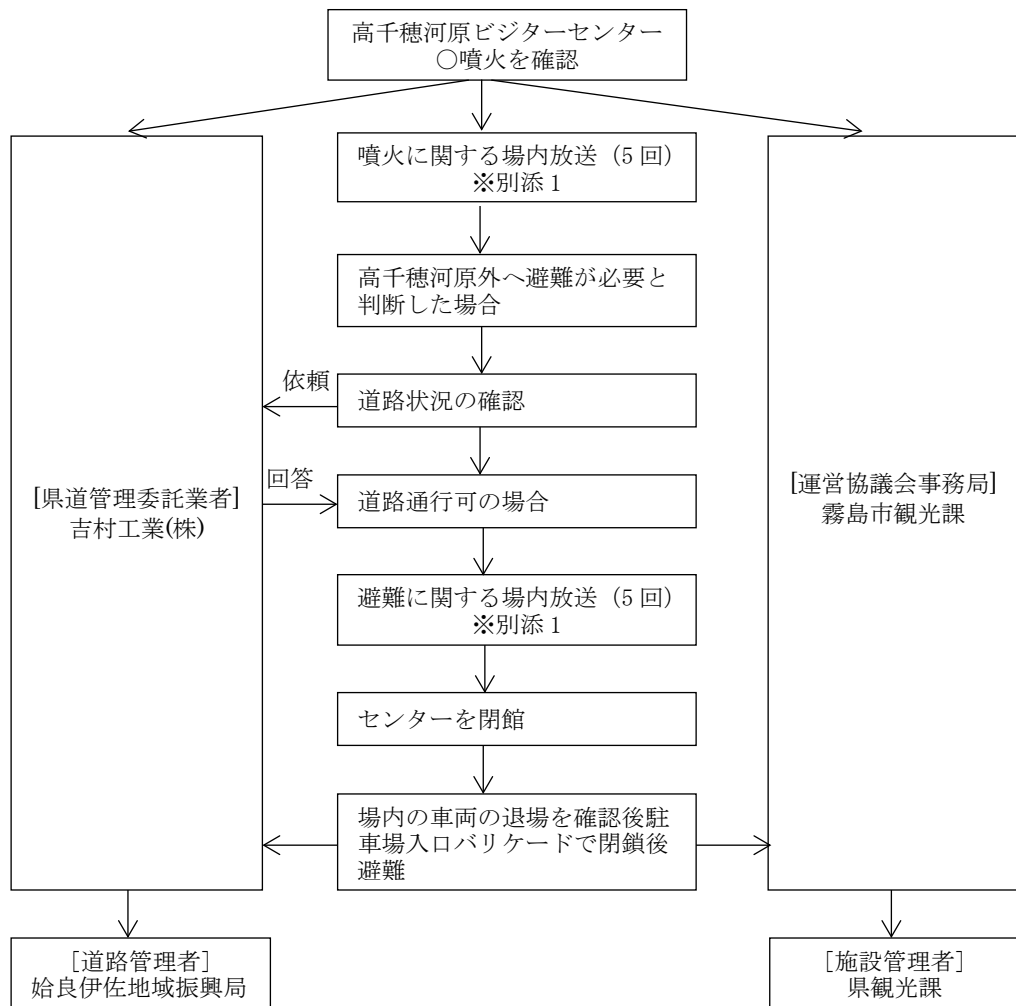 高千穂河原ビジターセンター
○噴火を確認
噴火に関する場内放送（5 回）
※別添 1
高千穂河原外へ避難が必要と
判断した場合
依頼
道路状況の確認
回答
道路通行可の場合
[県道管理委託業者]
吉村工業(株)
[運営協議会事務局]
霧島市観光課
避難に関する場内放送（5 回）
※別添 1
センターを閉館
場内の車両の退場を確認後駐
車場入口バリケードで閉鎖後
避難
[道路管理者]
姶良伊佐地域振興局
[施設管理者]
県観光課